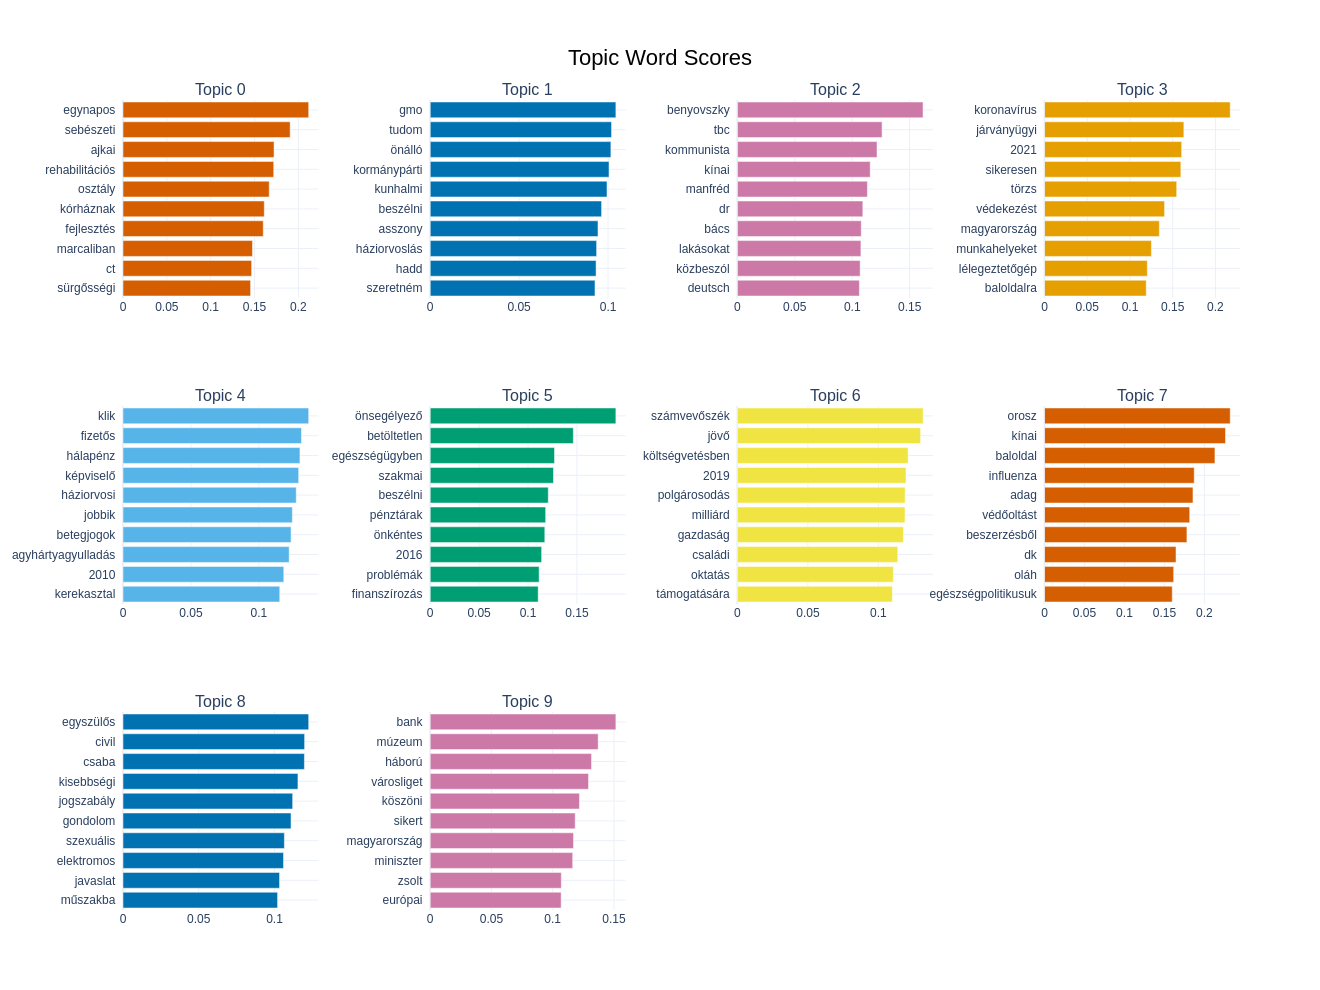 Topic Word Scores
Topic 0
egynapos
sebészeti
ajkai
rehabilitációs
osztály
kórháznak
fejlesztés
marcaliban
ct
sürgősségi
0 0.05 0.1 0.15 0.2
Topic 1
gmo
tudom
önálló
kormánypárti
kunhalmi
beszélni
asszony
háziorvoslás
hadd
szeretném
0 0.05 0.1
Topic 2
benyovszky
tbc
kommunista
kínai
manfréd
dr
bács
lakásokat
közbeszól
deutsch
0 0.05 0.1 0.15
Topic 3
koronavírus
járványügyi
2021
sikeresen
törzs
védekezést
magyarország
munkahelyeket
lélegeztetőgép
baloldalra
0 0.05 0.1 0.15 0.2
Topic 4
klik
fizetős
hálapénz
képviselő
háziorvosi
jobbik
betegjogok
agyhártyagyulladás
2010
kerekasztal
0 0.05 0.1
Topic 5
önsegélyező
betöltetlen
egészségügyben
szakmai
beszélni
pénztárak
önkéntes
2016
problémák
finanszírozás
0 0.05 0.1 0.15
Topic 6
számvevőszék
jövő
költségvetésben
2019
polgárosodás
milliárd
gazdaság
családi
oktatás
támogatására
0 0.05 0.1
Topic 7
orosz
kínai
baloldal
influenza
adag
védőoltást
beszerzésből
dk
oláh
egészségpolitikusuk
0 0.05 0.1 0.15 0.2
Topic 8
egyszülős
civil
csaba
kisebbségi
jogszabály
gondolom
szexuális
elektromos
javaslat
műszakba
0 0.05 0.1
Topic 9
bank
múzeum
háború
városliget
köszöni
sikert
magyarország
miniszter
zsolt
európai
0 0.05 0.1 0.15